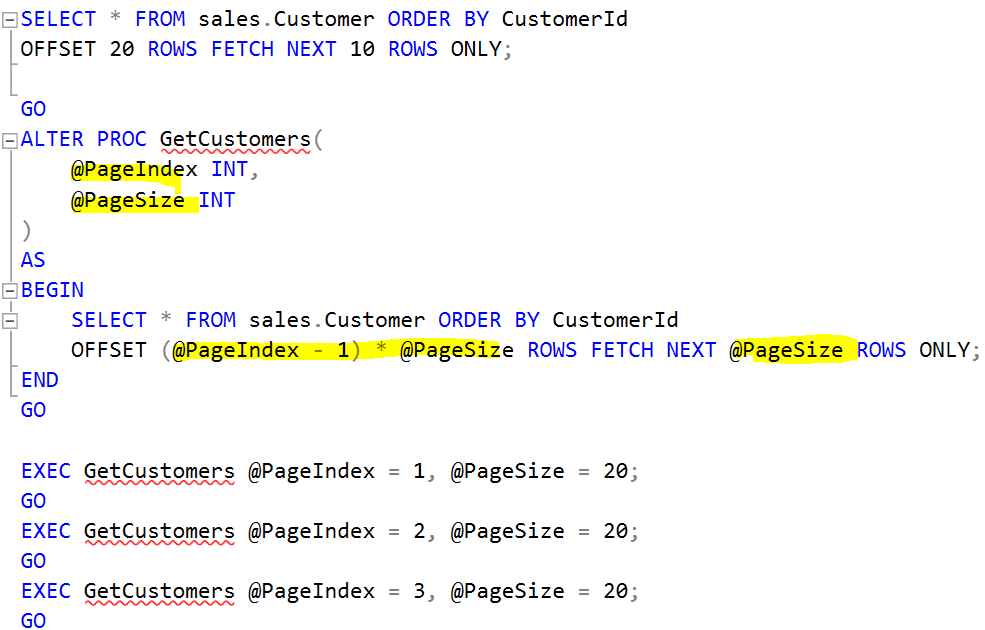 SELECT * FROM sales.Customer ORDER BY CustomerId
OFFSET 20 ROWS FETCH NEXT 10 ROWS ONLY;
GO
ALTER PROC GetCustomers(
@PageIndex INT,
@PageSize INT
)
AS
BEGIN
SELECT * FROM sales.Customer ORDER BY CustomerId
OFFSET (@PageIndex - 1) * @PageSize ROWS FETCH NEXT @PageSize ROWS ONLY;
END
GO
EXEC GetCustomers @PageIndex = 1, @PageSize = 20;
GO
EXEC GetCustomers @PageIndex = 2, @PageSize = 20;
GO
EXEC GetCustomers @PageIndex = 3, @PageSize = 20;
GO